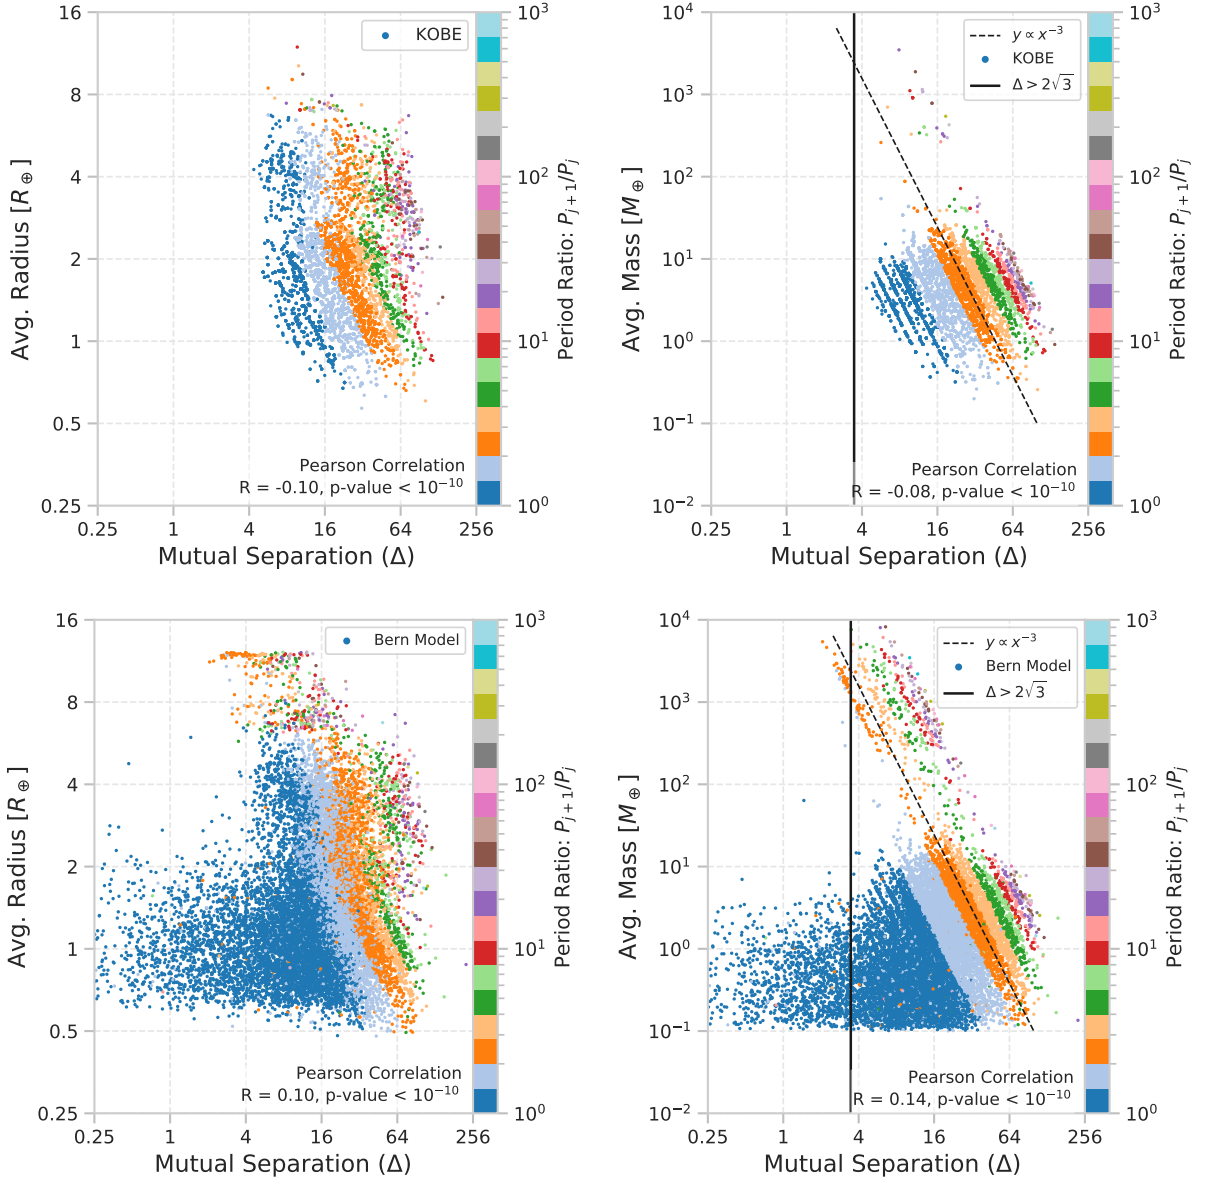 16
8
4
2
1
0.5
0.25
Avg. Radius [R⊕]
KOBE
Pearson Correlation
R = -0.10, p-value < 10⁻¹⁰
0.25 1 4 16 64 256
Mutual Separation (Δ)
10³
10²
10¹
10⁰
Period Ratio: Pⱼ₊₁/Pⱼ
10⁴
10³
10²
10¹
10⁰
10⁻¹
10⁻²
Avg. Mass [M⊕]
y ∝ x⁻³
KOBE
Δ > 2√3
Pearson Correlation
R = -0.08, p-value < 10⁻¹⁰
0.25 1 4 16 64 256
Mutual Separation (Δ)
10³
10²
10¹
10⁰
Period Ratio: Pⱼ₊₁/Pⱼ
16
8
4
2
1
0.5
0.25
Avg. Radius [R⊕]
Bern Model
Pearson Correlation
R = 0.10, p-value < 10⁻¹⁰
0.25 1 4 16 64 256
Mutual Separation (Δ)
10³
10²
10¹
10⁰
Period Ratio: Pⱼ₊₁/Pⱼ
10⁴
10³
10²
10¹
10⁰
10⁻¹
10⁻²
Avg. Mass [M⊕]
y ∝ x⁻³
Bern Model
Δ > 2√3
Pearson Correlation
R = 0.14, p-value < 10⁻¹⁰
0.25 1 4 16 64 256
Mutual Separation (Δ)
10³
10²
10¹
10⁰
Period Ratio: Pⱼ₊₁/Pⱼ